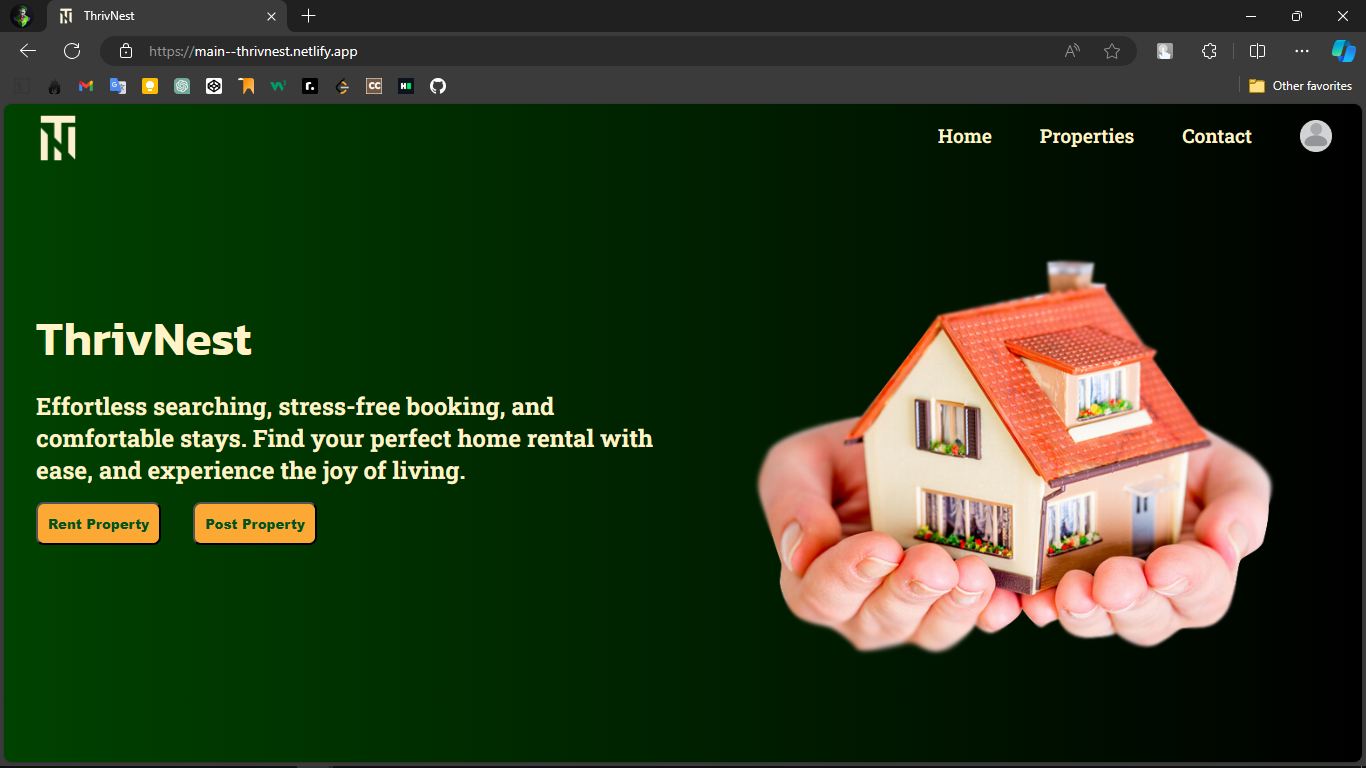 ThrivNest
https://main--thrivnest.netlify.app
Other favorites
Home
Properties
Contact
ThrivNest
Effortless searching, stress-free booking, and
comfortable stays. Find your perfect home rental with
ease, and experience the joy of living.
Rent Property
Post Property